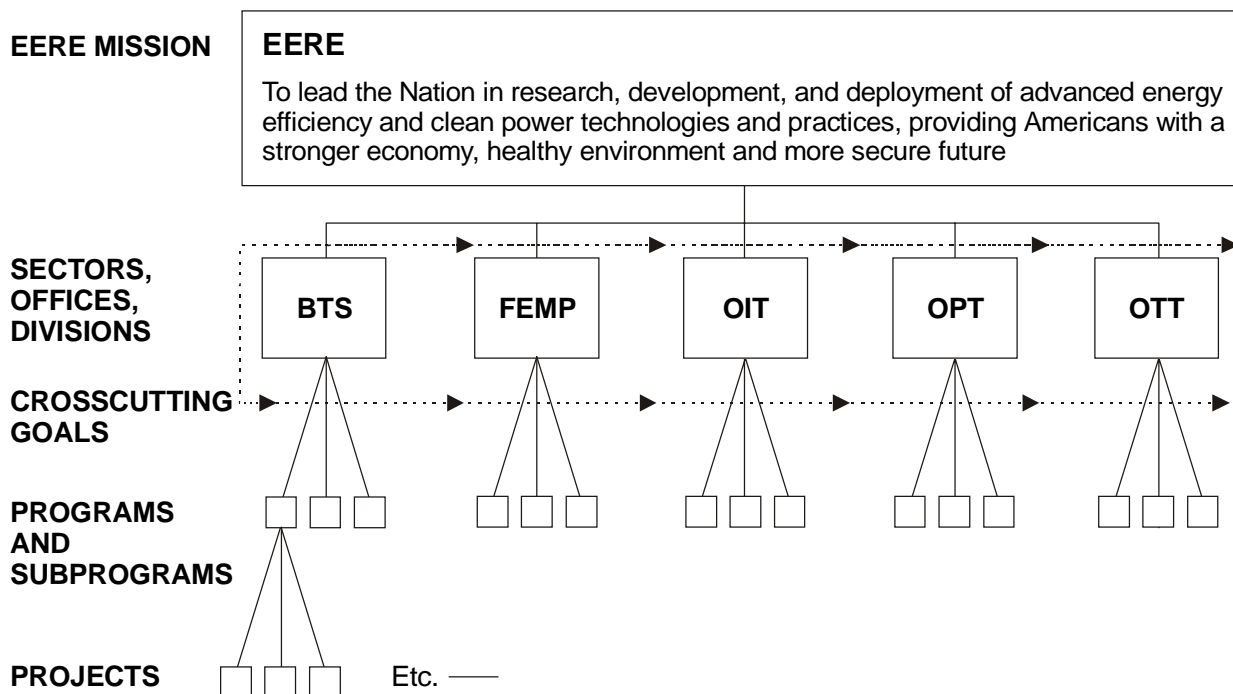 EERE MISSION
EERE
To lead the Nation in research, development, and deployment of advanced energy
efficiency and clean power technologies and practices, providing Americans with a
stronger economy, healthy environment and more secure future
SECTORS,
OFFICES,
DIVISIONS
BTS
FEMP
OIT
OPT
OTT
CROSSCUTTING
GOALS
PROGRAMS
AND
SUBPROGRAMS
PROJECTS
Etc.